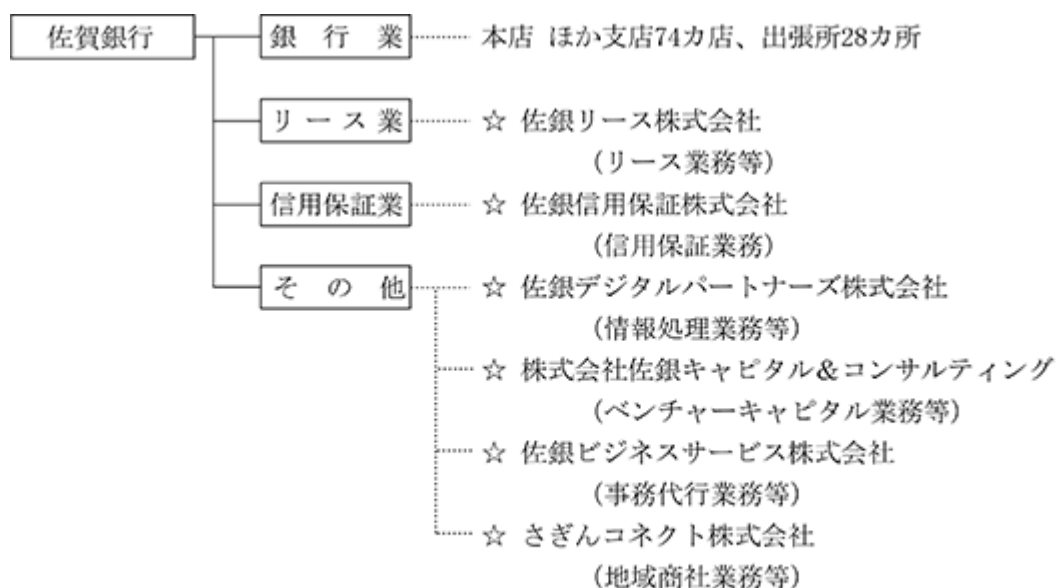 佐賀銀行 銀行業 本店 ほか支店74カ店、出張所28カ所
リース業 ☆ 佐銀リース株式会社
（リース業務等）
信用保証業 ☆ 佐銀信用保証株式会社
（信用保証業務）
その他 ☆ 佐銀デジタルパートナーズ株式会社
（情報処理業務等）
☆ 株式会社佐銀キャピタル＆コンサルティング
（ベンチャーキャピタル業務等）
☆ 佐銀ビジネスサービス株式会社
（事務代行業務等）
☆ さぎんコネクト株式会社
（地域商社業務等）